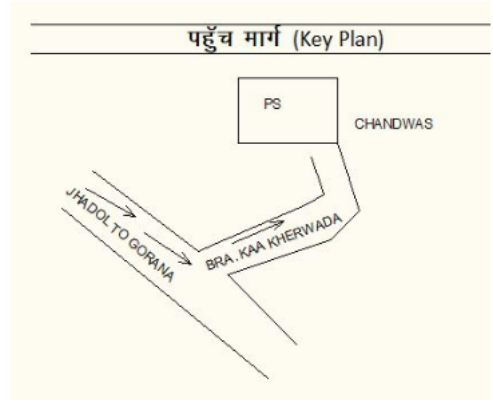 पहुँच मार्ग (Key Plan)
PS
CHANDWAS
JHADOL TO GORANA
BRA. KAA KHERWADA